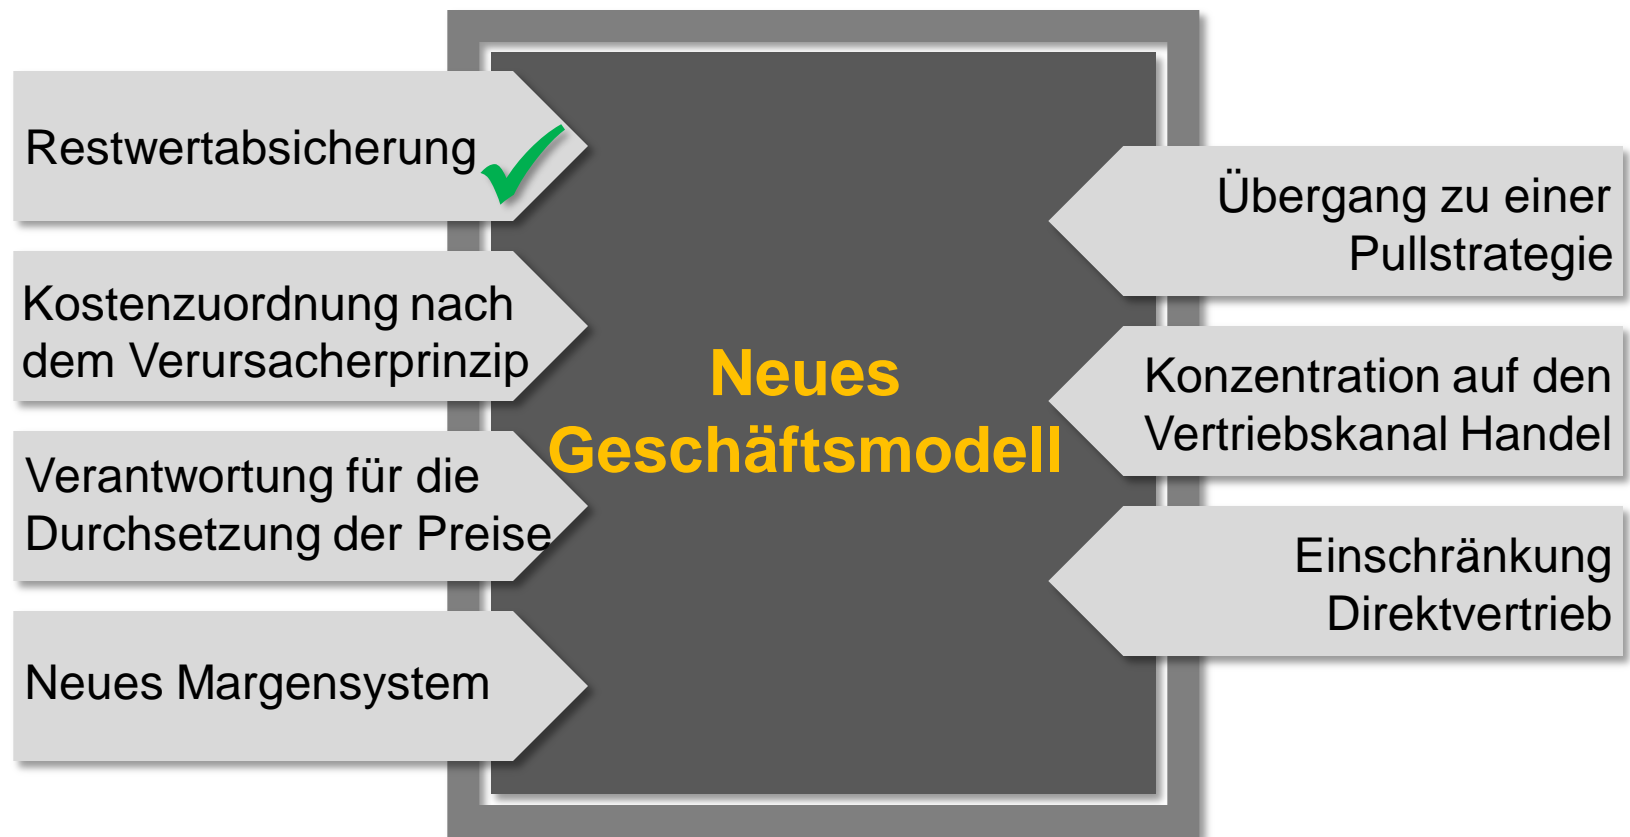 Restwertabsicherung
Kostenzuordnung nach
dem Verursacherprinzip
Verantwortung für die
Durchsetzung der Preise
Neues Margensystem
Neues
Geschäftsmodell
Übergang zu einer
Pullstrategie
Konzentration auf den
Vertriebskanal Handel
Einschränkung
Direktvertrieb